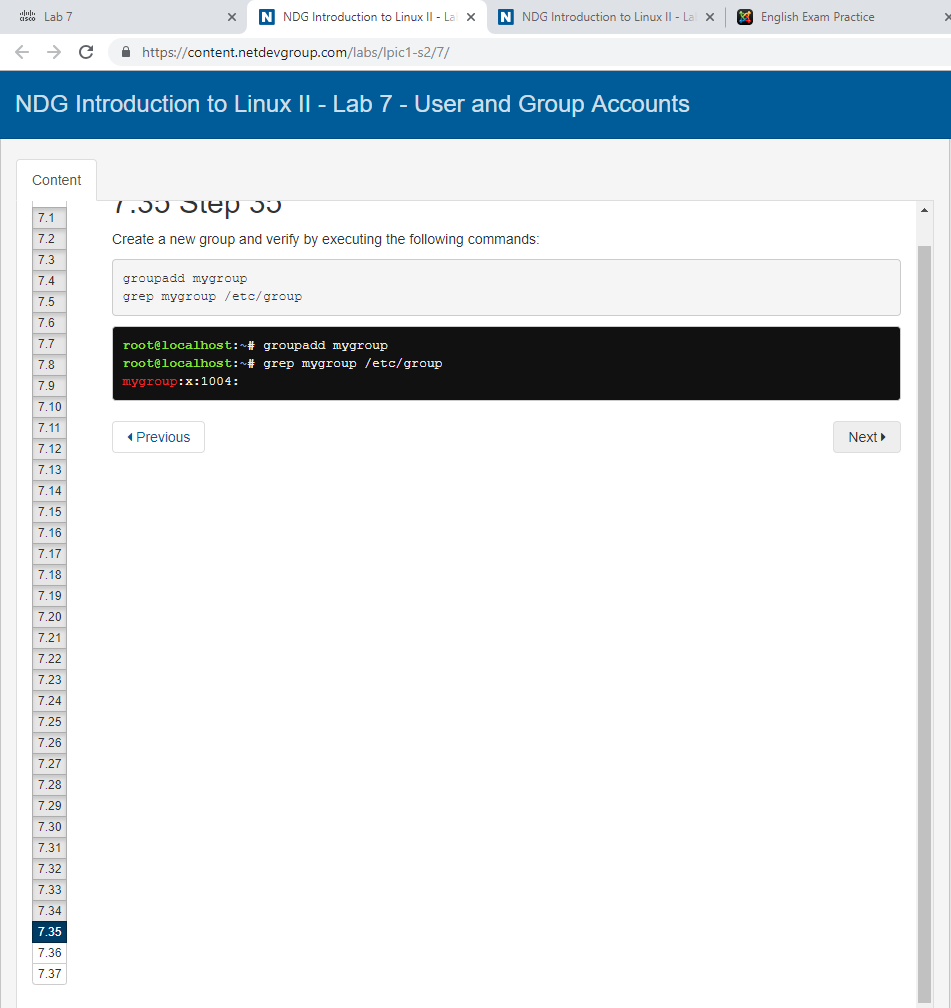 Lab 7
NDG Introduction to Linux II - La
NDG Introduction to Linux II - La
English Exam Practice
https://content.netdevgroup.com/labs/lpic1-s2/7/
NDG Introduction to Linux II - Lab 7 - User and Group Accounts
Content
7.1
7.2
7.3
7.4
7.5
7.6
7.7
7.8
7.9
7.10
7.11
7.12
7.13
7.14
7.15
7.16
7.17
7.18
7.19
7.20
7.21
7.22
7.23
7.24
7.25
7.26
7.27
7.28
7.29
7.30
7.31
7.32
7.33
7.34
7.35
7.36
7.37
7.35 Step 35
Create a new group and verify by executing the following commands:
groupadd mygroup
grep mygroup /etc/group
root@localhost:~# groupadd mygroup
root@localhost:~# grep mygroup /etc/group
mygroup:x:1004:
Previous
Next